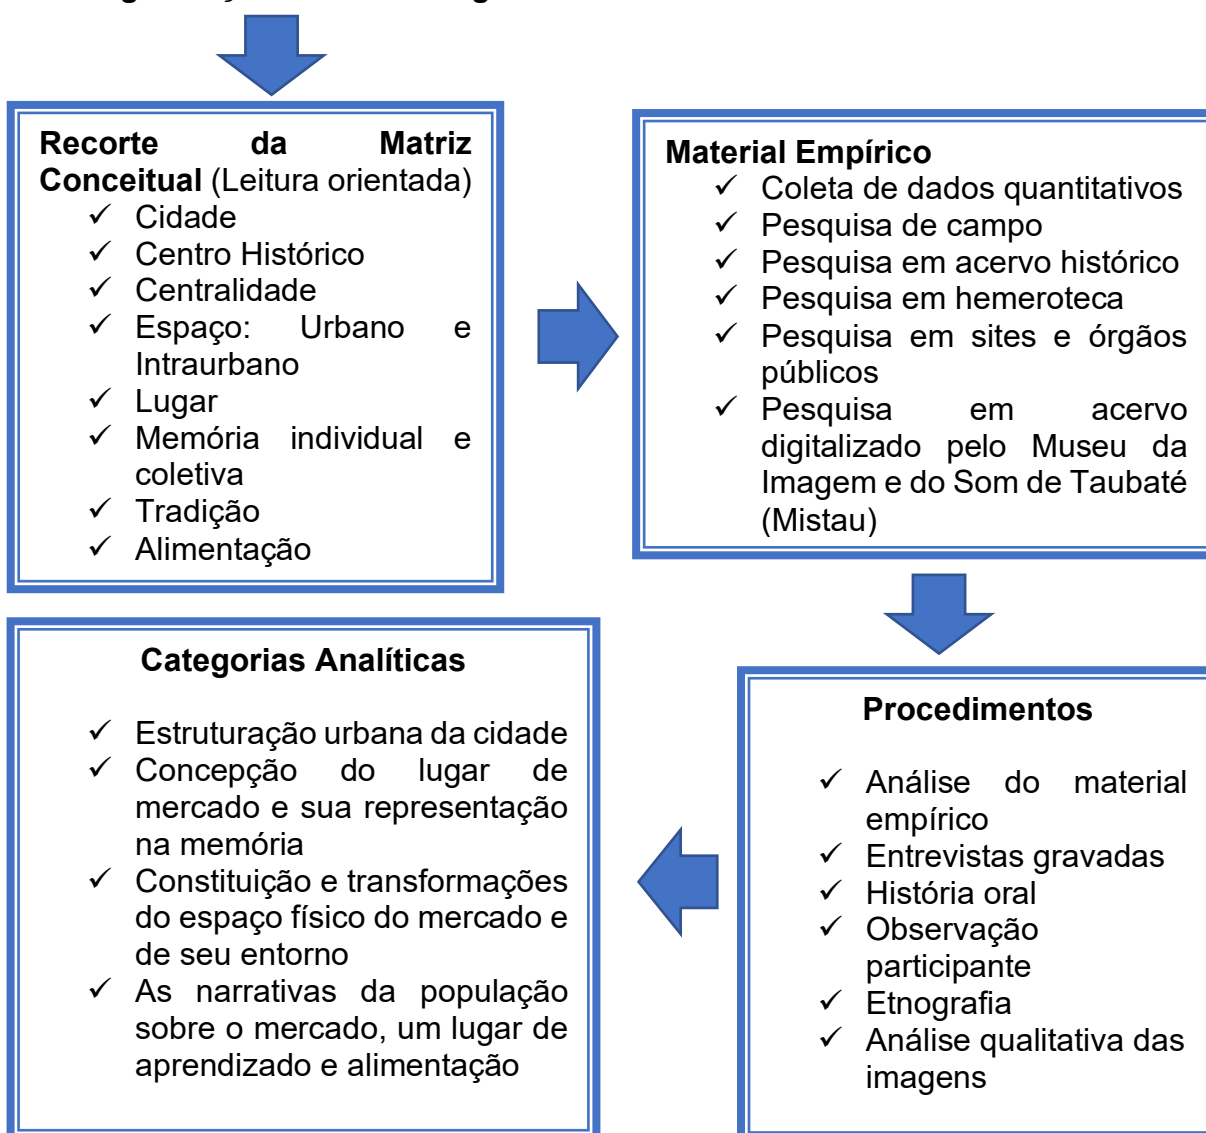 Recorte da Matriz
Conceitual (Leitura orientada)
✓ Cidade
✓ Centro Histórico
✓ Centralidade
✓ Espaço: Urbano e
Intraurbano
✓ Lugar
✓ Memória individual e
coletiva
✓ Tradição
✓ Alimentação
Material Empírico
✓ Coleta de dados quantitativos
✓ Pesquisa de campo
✓ Pesquisa em acervo histórico
✓ Pesquisa em hemeroteca
✓ Pesquisa em sites e órgãos
públicos
✓ Pesquisa em acervo
digitalizado pelo Museu da
Imagem e do Som de Taubaté
(Mistau)
Procedimentos
✓ Análise do material
empírico
✓ Entrevistas gravadas
✓ História oral
✓ Observação
participante
✓ Etnografia
✓ Análise qualitativa das
imagens
Categorias Analíticas
✓ Estruturação urbana da cidade
✓ Concepção do lugar de
mercado e sua representação
na memória
✓ Constituição e transformações
do espaço físico do mercado e
de seu entorno
✓ As narrativas da população
sobre o mercado, um lugar de
aprendizado e alimentação